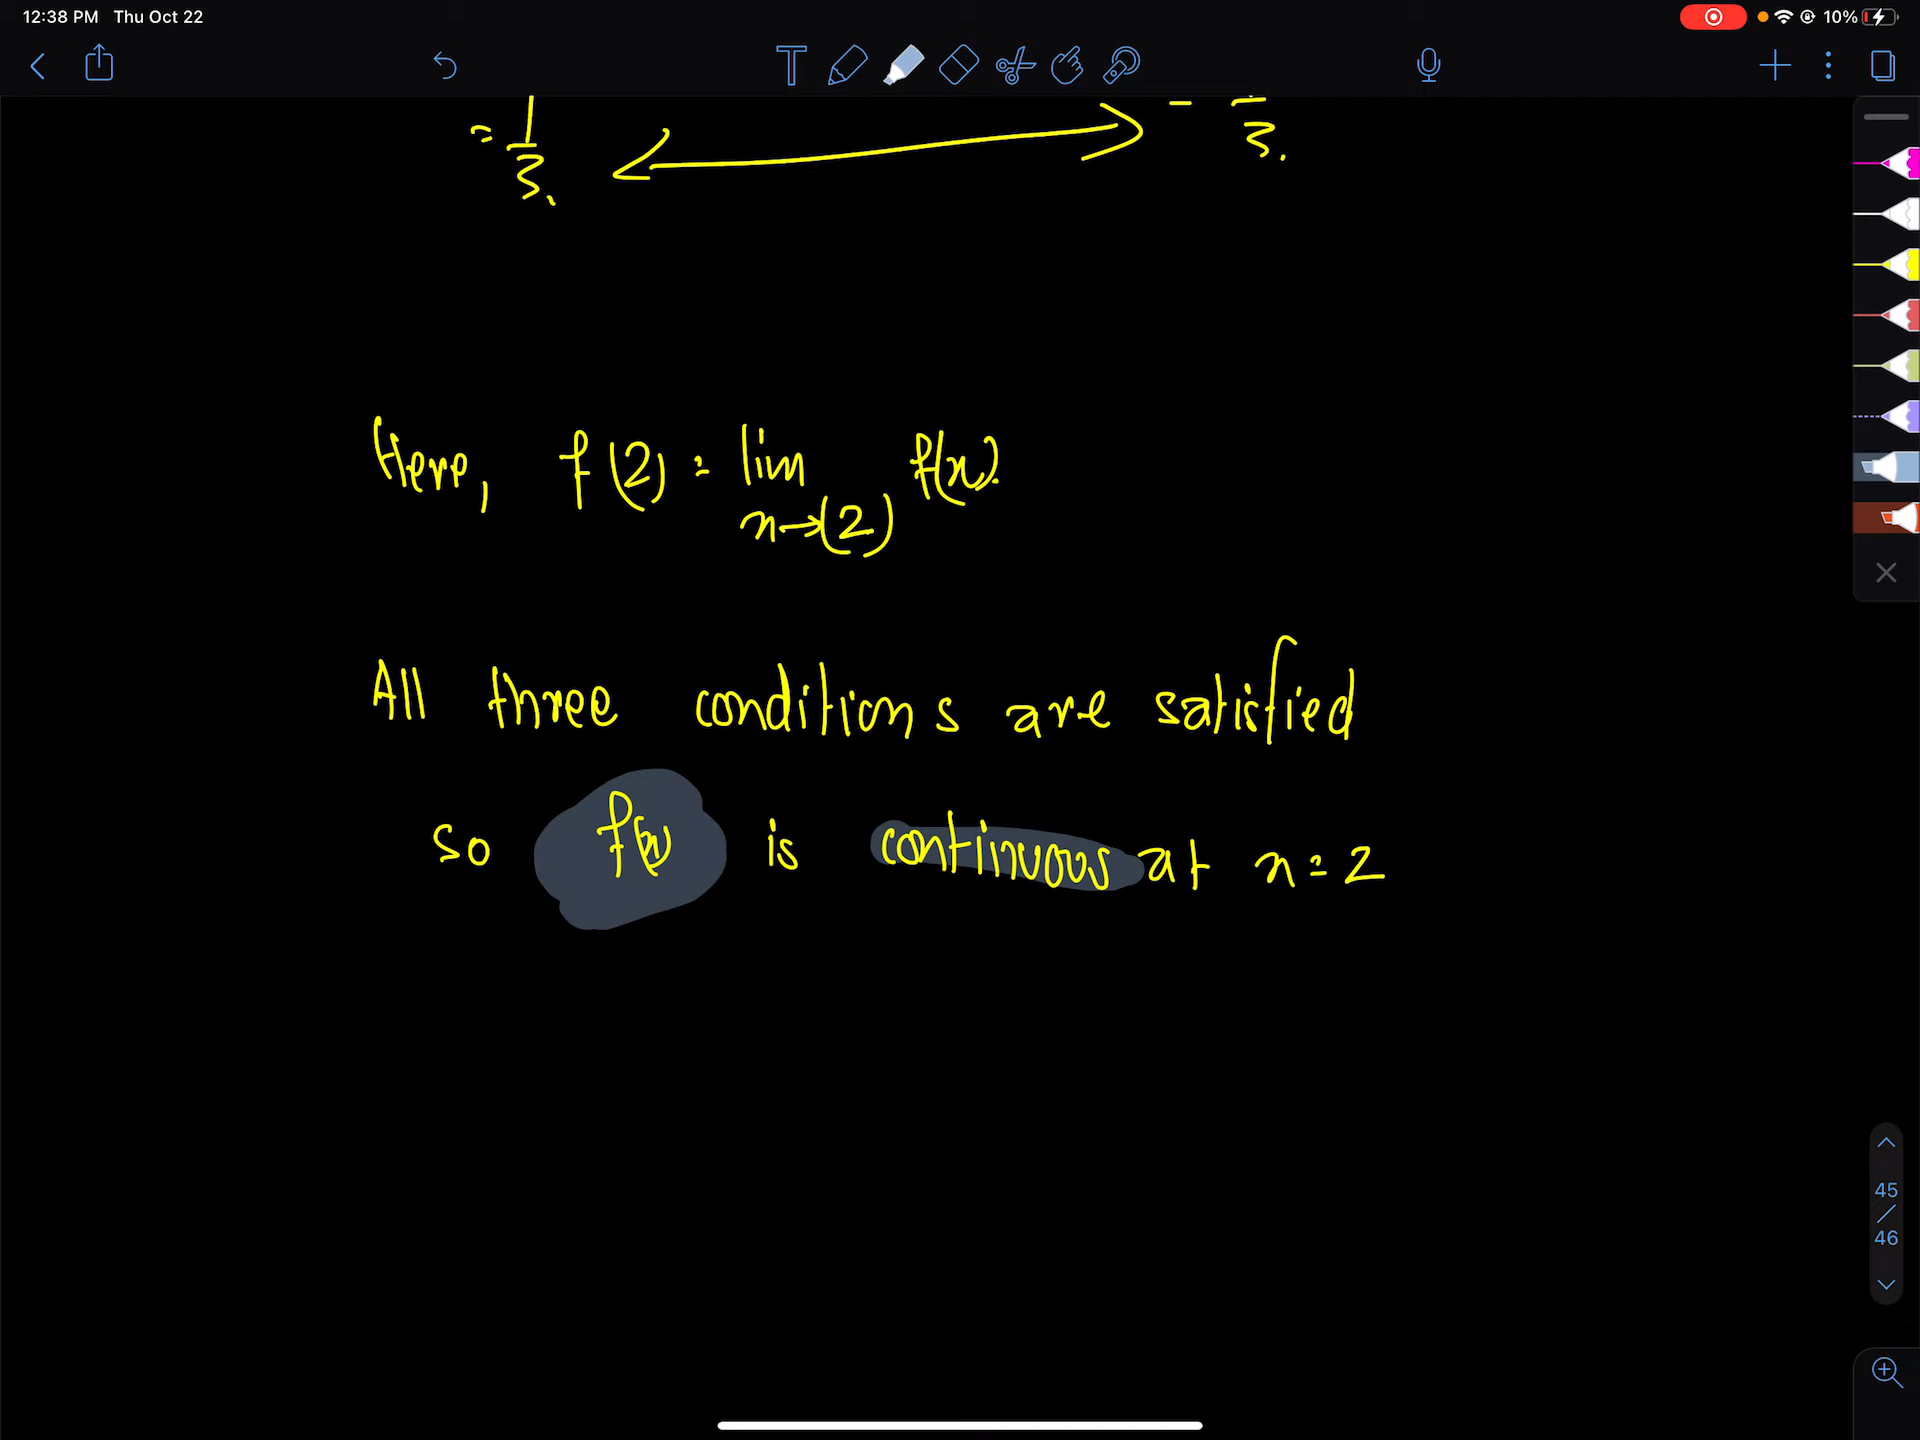 12:38 PM Thu Oct 22 10%
= 1/3. = 1/3.
Here, f(2) = lim f(x).
x→(2)
All three conditions are satisfied
so f(x) is continuous at x = 2
45
/
46